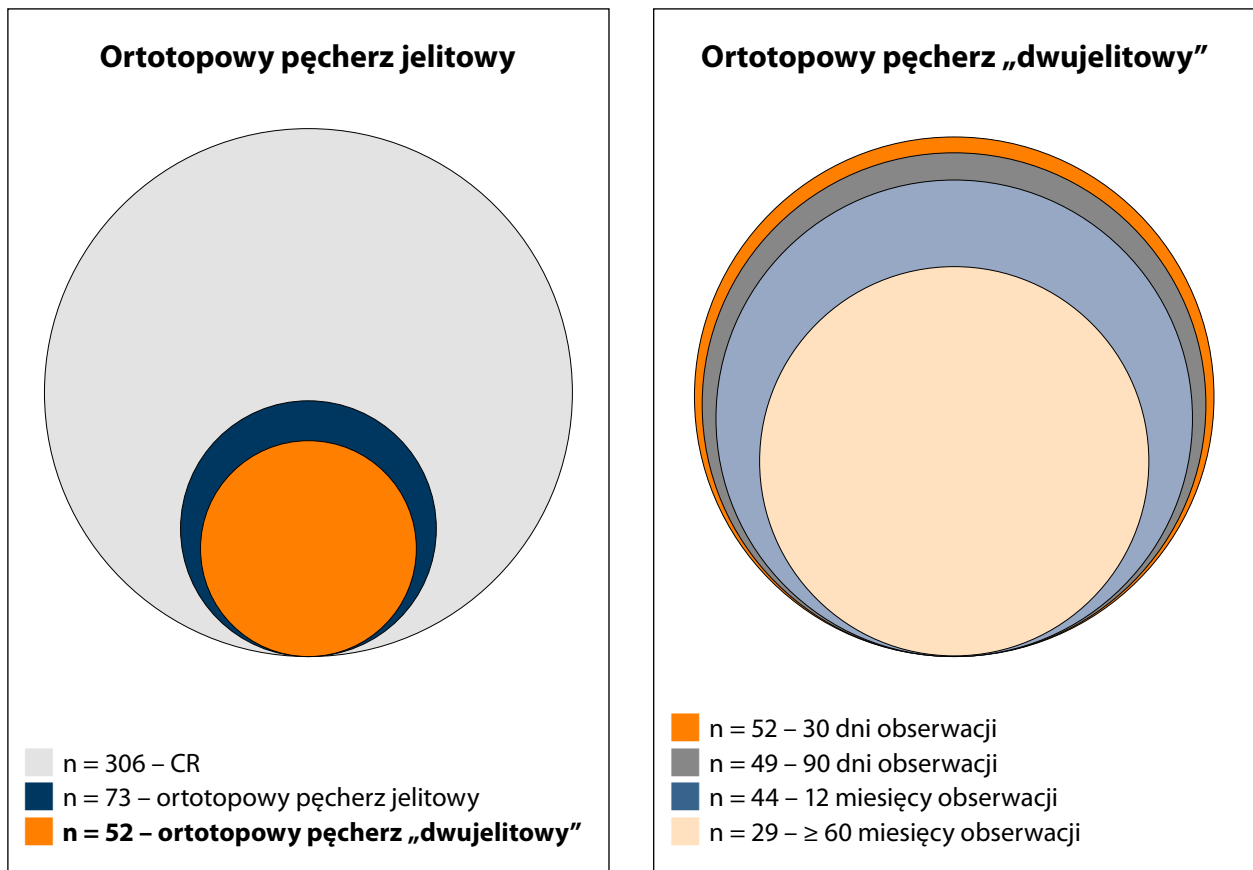 Ortotopowy pęcherz jelitowy
n = 306 – CR
n = 73 – ortotopowy pęcherz jelitowy
n = 52 – ortotopowy pęcherz „dwujelitowy”
Ortotopowy pęcherz „dwujelitowy”
n = 52 – 30 dni obserwacji
n = 49 – 90 dni obserwacji
n = 44 – 12 miesięcy obserwacji
n = 29 – ≥ 60 miesięcy obserwacji